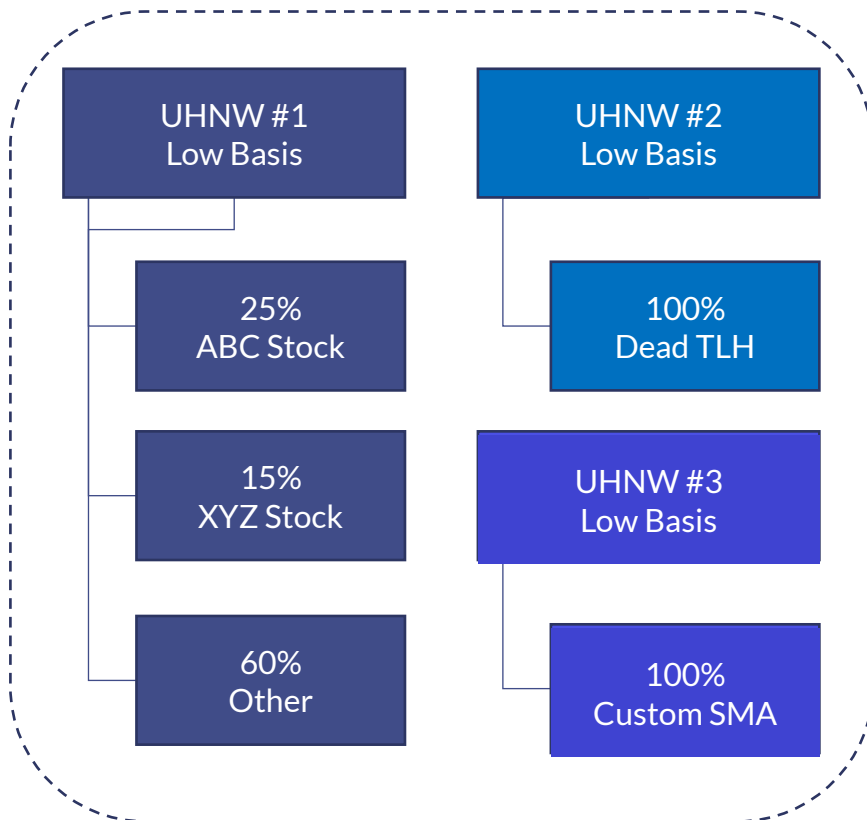 UHNW #1
Low Basis
25%
ABC Stock
15%
XYZ Stock
60%
Other
UHNW #2
Low Basis
100%
Dead TLH
UHNW #3
Low Basis
100%
Custom SMA